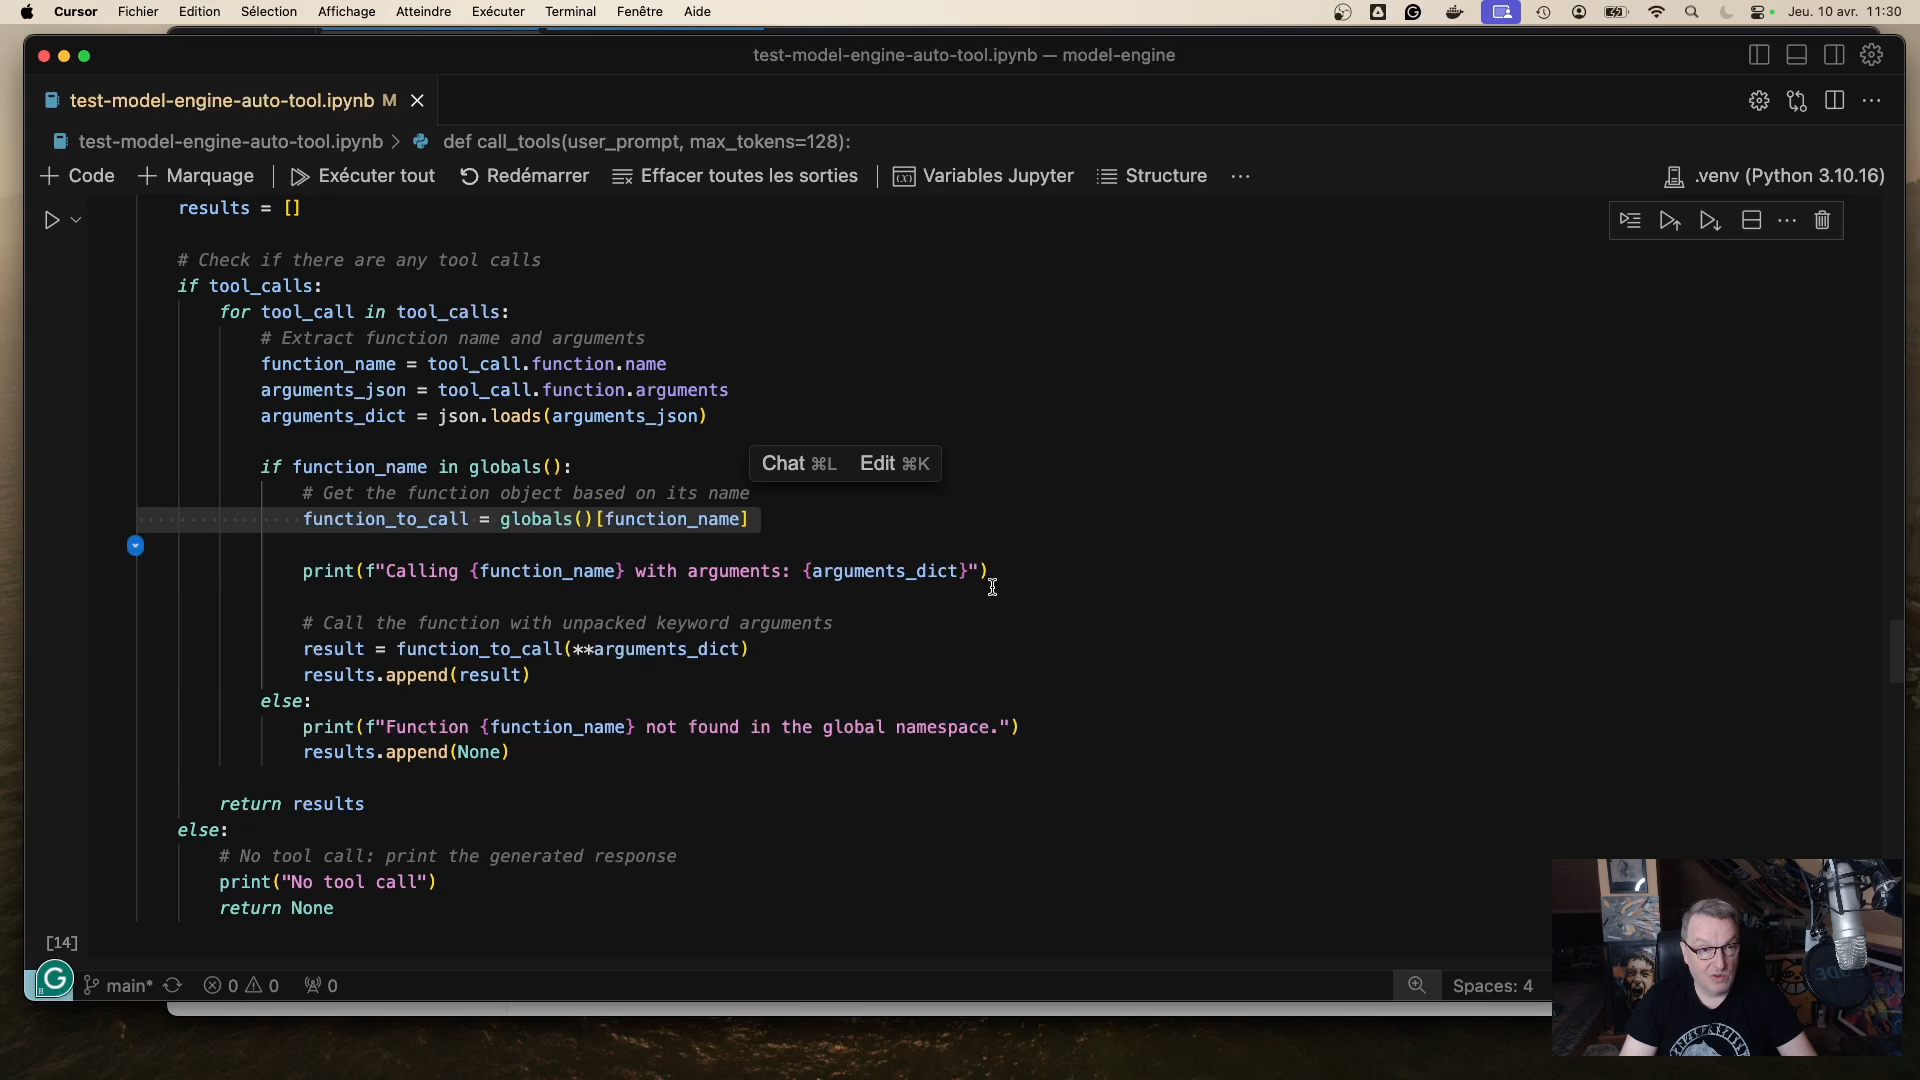 Cursor Fichier Edition Sélection Affichage Atteindre Exécuter Terminal Fenêtre Aide Jeu. 10 avr. 11:30
test-model-engine-auto-tool.ipynb — model-engine
test-model-engine-auto-tool.ipynb M
test-model-engine-auto-tool.ipynb > def call_tools(user_prompt, max_tokens=128):
+ Code + Marquage Exécuter tout Redémarrer Effacer toutes les sorties Variables Jupyter Structure ··· .venv (Python 3.10.16)
results = []
# Check if there are any tool calls
if tool_calls:
for tool_call in tool_calls:
# Extract function name and arguments
function_name = tool_call.function.name
arguments_json = tool_call.function.arguments
arguments_dict = json.loads(arguments_json)
Chat ⌘L Edit ⌘K
if function_name in globals():
# Get the function object based on its name
function_to_call = globals()[function_name]
print(f"Calling {function_name} with arguments: {arguments_dict}")
# Call the function with unpacked keyword arguments
result = function_to_call(**arguments_dict)
results.append(result)
else:
print(f"Function {function_name} not found in the global namespace.")
results.append(None)
return results
else:
# No tool call: print the generated response
print("No tool call")
return None
[14]
main* 0 0 0 Spaces: 4